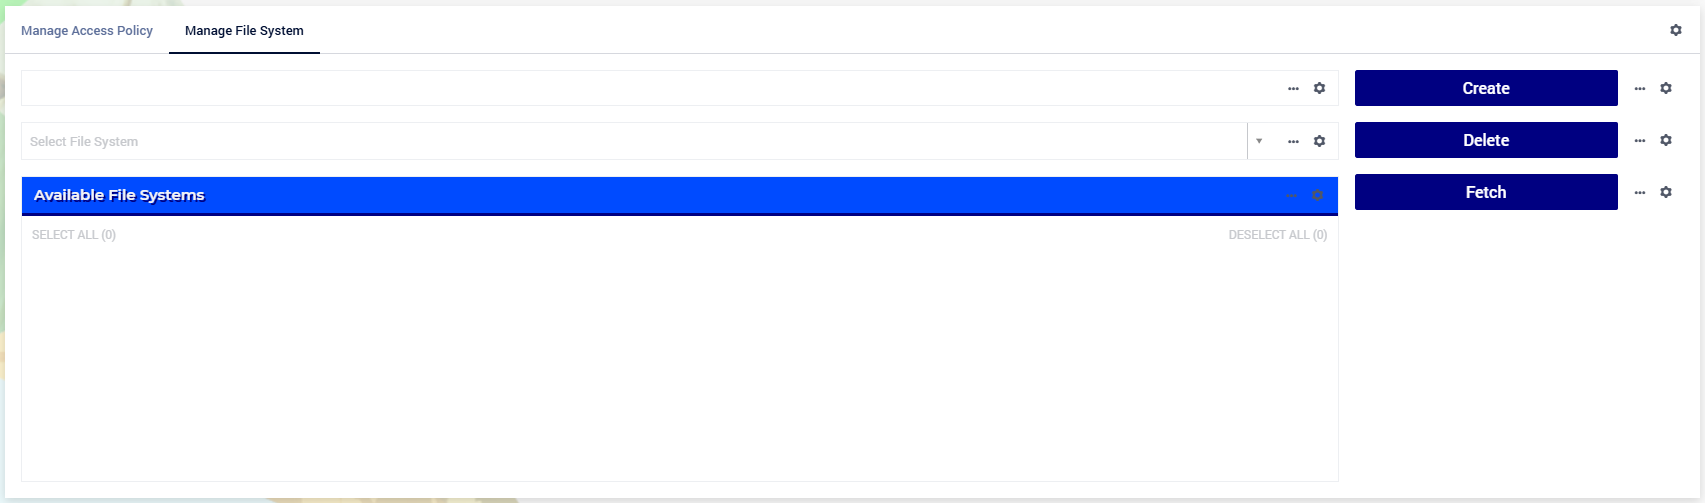 Manage Access Policy Manage File System
Create
Select File System
Delete
Available File Systems
Fetch
SELECT ALL (0) DESELECT ALL (0)